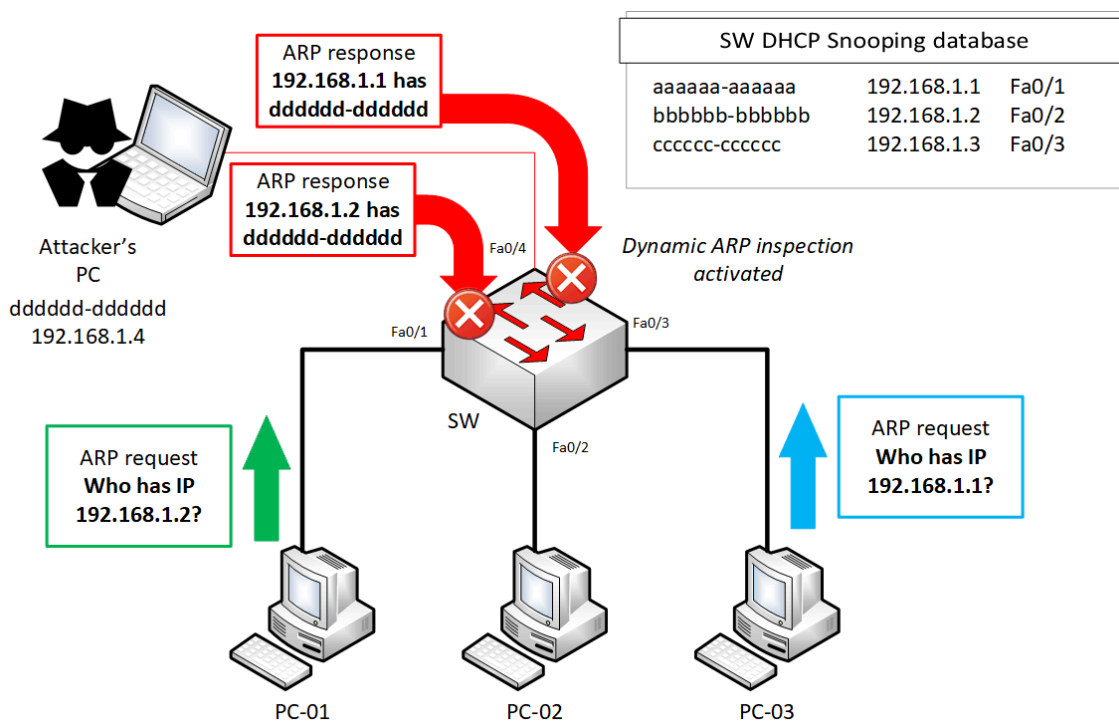 ARP response
192.168.1.1 has
dddddd-dddddd
SW DHCP Snooping database
aaaaaa-aaaaaa 192.168.1.1 Fa0/1
bbbbbb-bbbbbb 192.168.1.2 Fa0/2
cccccc-cccccc 192.168.1.3 Fa0/3
ARP response
192.168.1.2 has
dddddd-dddddd
Attacker's
PC
dddddd-dddddd
192.168.1.4
Fa0/4
Dynamic ARP inspection
activated
Fa0/1
Fa0/3
SW
Fa0/2
ARP request
Who has IP
192.168.1.2?
ARP request
Who has IP
192.168.1.1?
PC-01
PC-02
PC-03